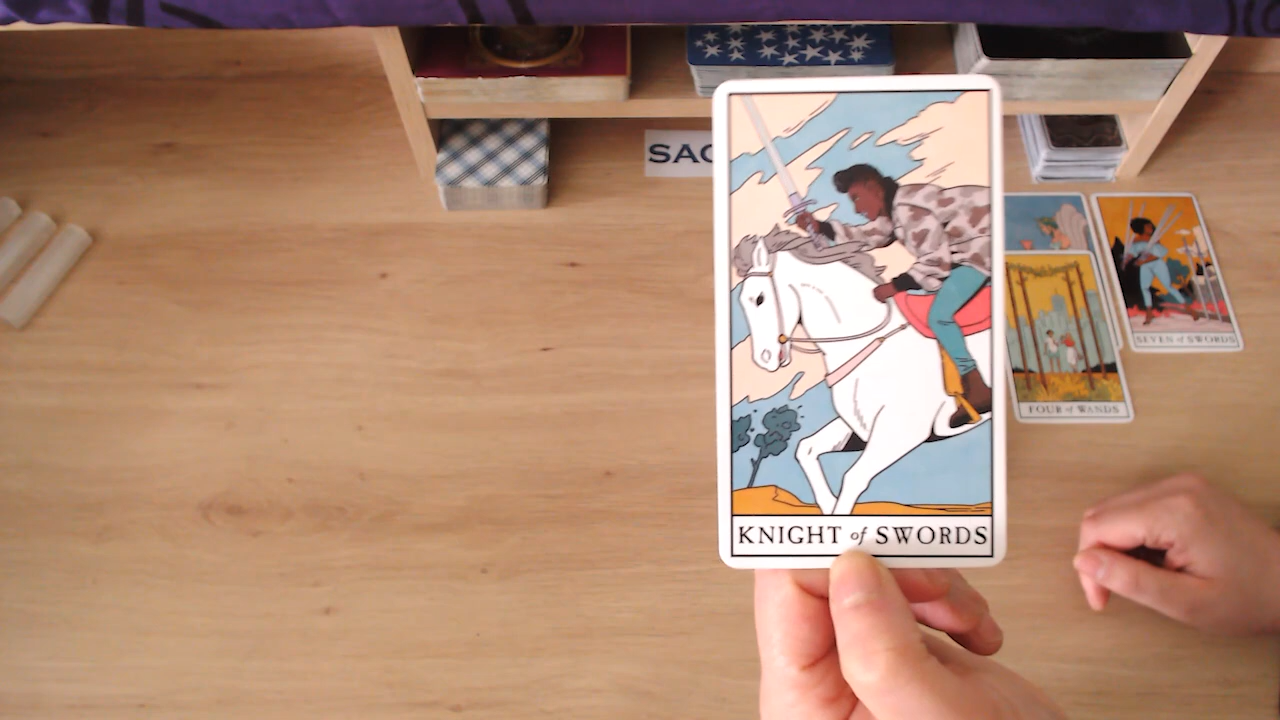 SAG
KNIGHT of SWORDS
SEVEN of SWORDS
FOUR of WANDS